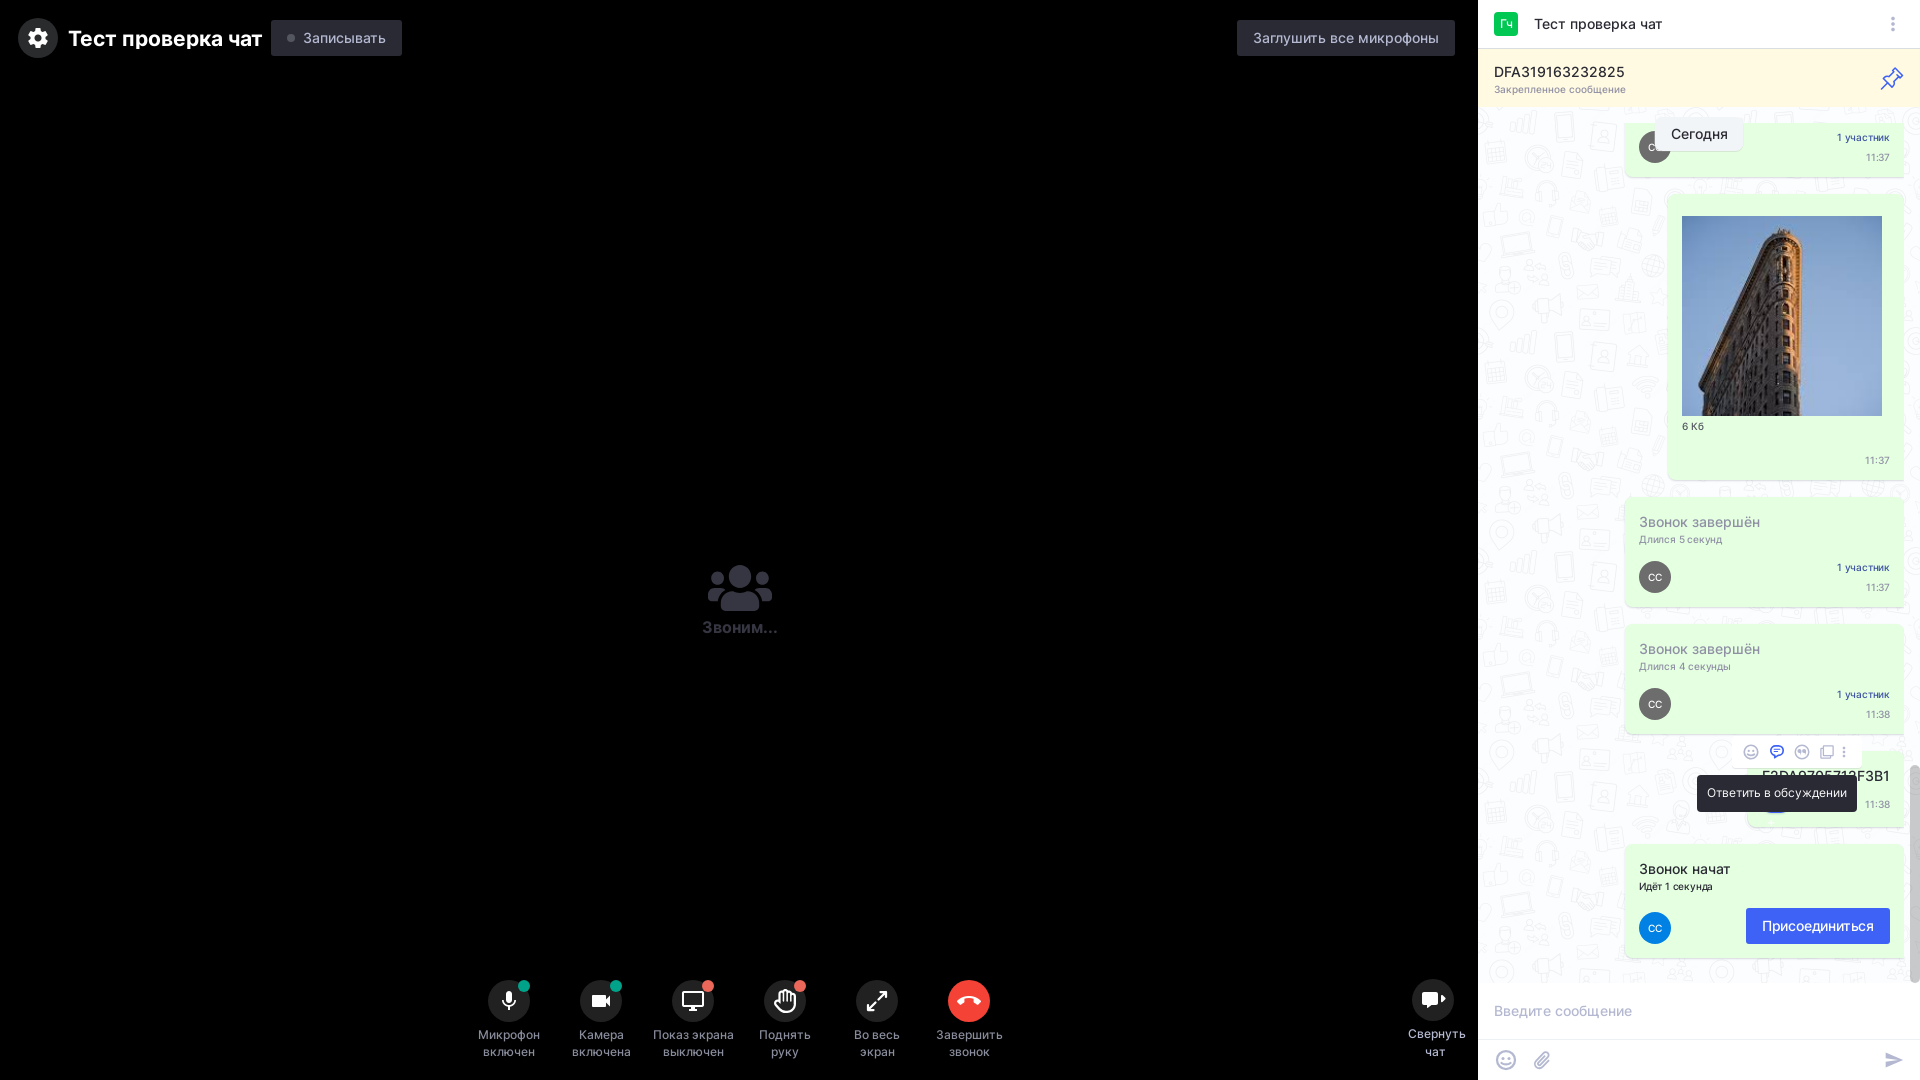 Тест проверка чат
Записывать
Заглушить все микрофоны
Звоним...
Микрофон
включен
Камера
включена
Показ экрана
выключен
Поднять
руку
Во весь
экран
Завершить
звонок
Свернуть
чат
Гч
Тест проверка чат
DFA319163232825
Закрепленное сообщение
Сегодня
1 участник
11:37
6 Кб
11:37
Звонок завершён
Длился 5 секунд
СС
1 участник
11:37
Звонок завершён
Длился 4 секунды
СС
1 участник
11:38
Ответить в обсуждении
11:38
Звонок начат
Идёт 1 секунда
СС
Присоединиться
Введите сообщение